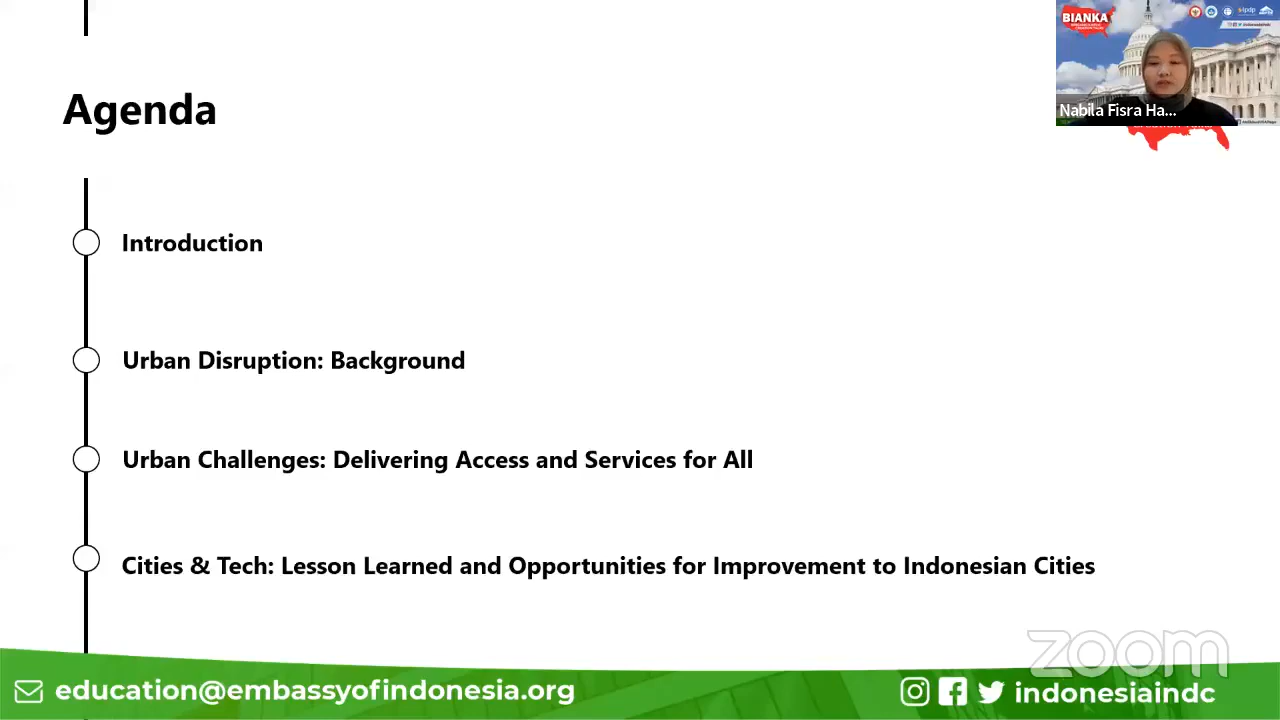 BIANKA
Nabila Fisra Ha...
Agenda
Introduction
Urban Disruption: Background
Urban Challenges: Delivering Access and Services for All
Cities & Tech: Lesson Learned and Opportunities for Improvement to Indonesian Cities
zoom
education@embassyofindonesia.org
indonesiaindc